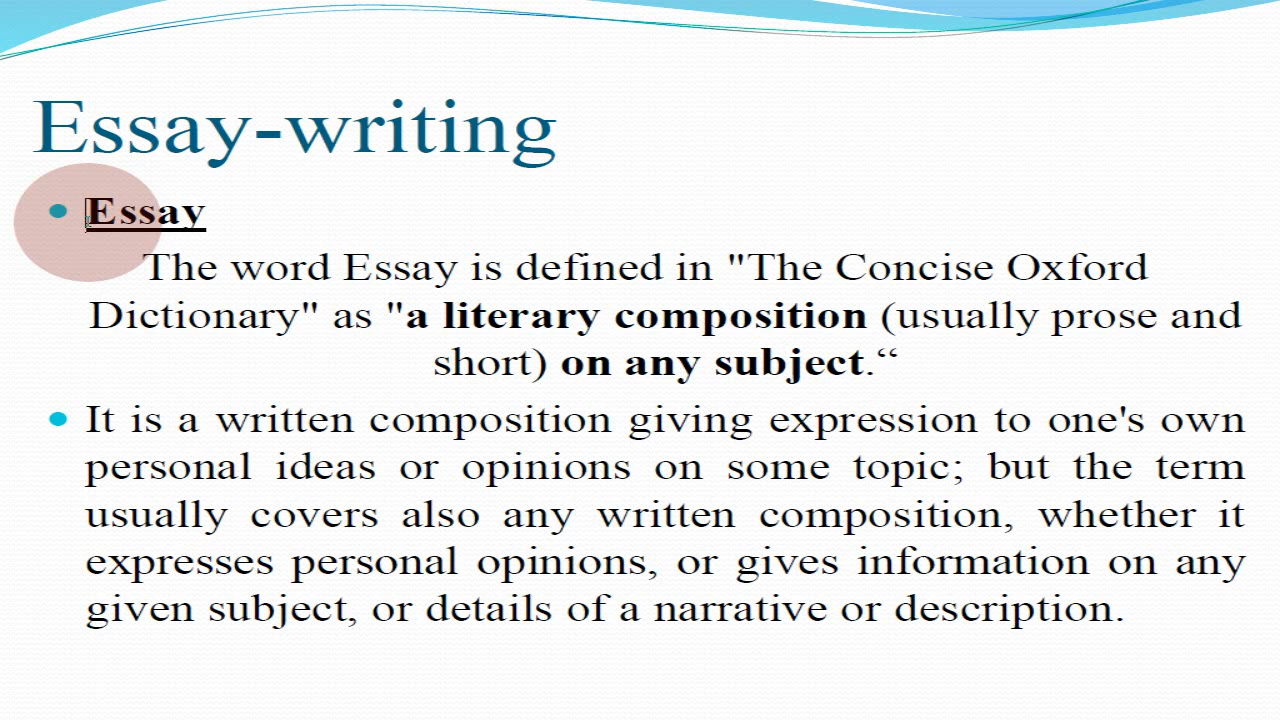 Essay-writing
Essay
The word Essay is defined in "The Concise Oxford
Dictionary" as "a literary composition (usually prose and
short) on any subject.“
It is a written composition giving expression to one's own
personal ideas or opinions on some topic; but the term
usually covers also any written composition, whether it
expresses personal opinions, or gives information on any
given subject, or details of a narrative or description.